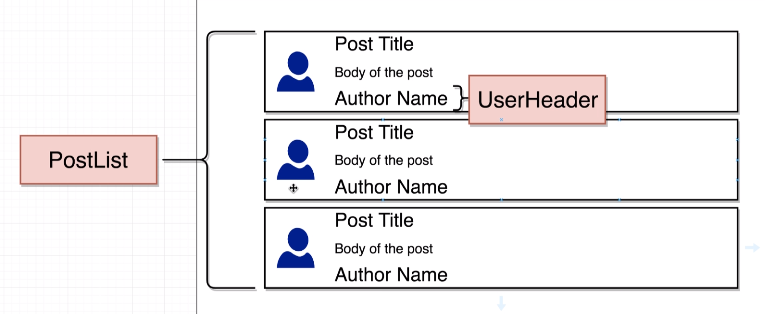 Post Title
Body of the post
Author Name
UserHeader
PostList
Post Title
Body of the post
Author Name
Post Title
Body of the post
Author Name